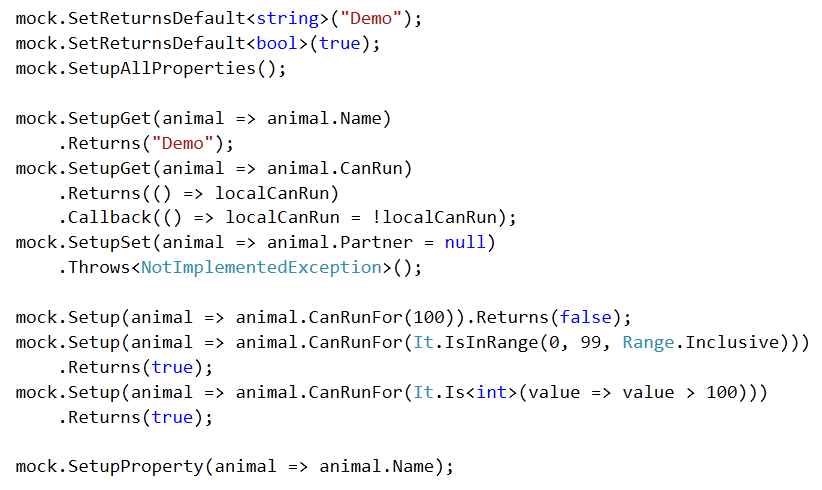 mock.SetReturnsDefault<string>("Demo");
mock.SetReturnsDefault<bool>(true);
mock.SetupAllProperties();
mock.SetupGet(animal => animal.Name)
.Returns("Demo");
mock.SetupGet(animal => animal.CanRun)
.Returns(() => localCanRun)
.Callback(() => localCanRun = !localCanRun);
mock.SetupSet(animal => animal.Partner = null)
.Throws<NotImplementedException>();
mock.Setup(animal => animal.CanRunFor(100)).Returns(false);
mock.Setup(animal => animal.CanRunFor(It.IsInRange(0, 99, Range.Inclusive)))
.Returns(true);
mock.Setup(animal => animal.CanRunFor(It.Is<int>(value => value > 100)))
.Returns(true);
mock.SetupProperty(animal => animal.Name);